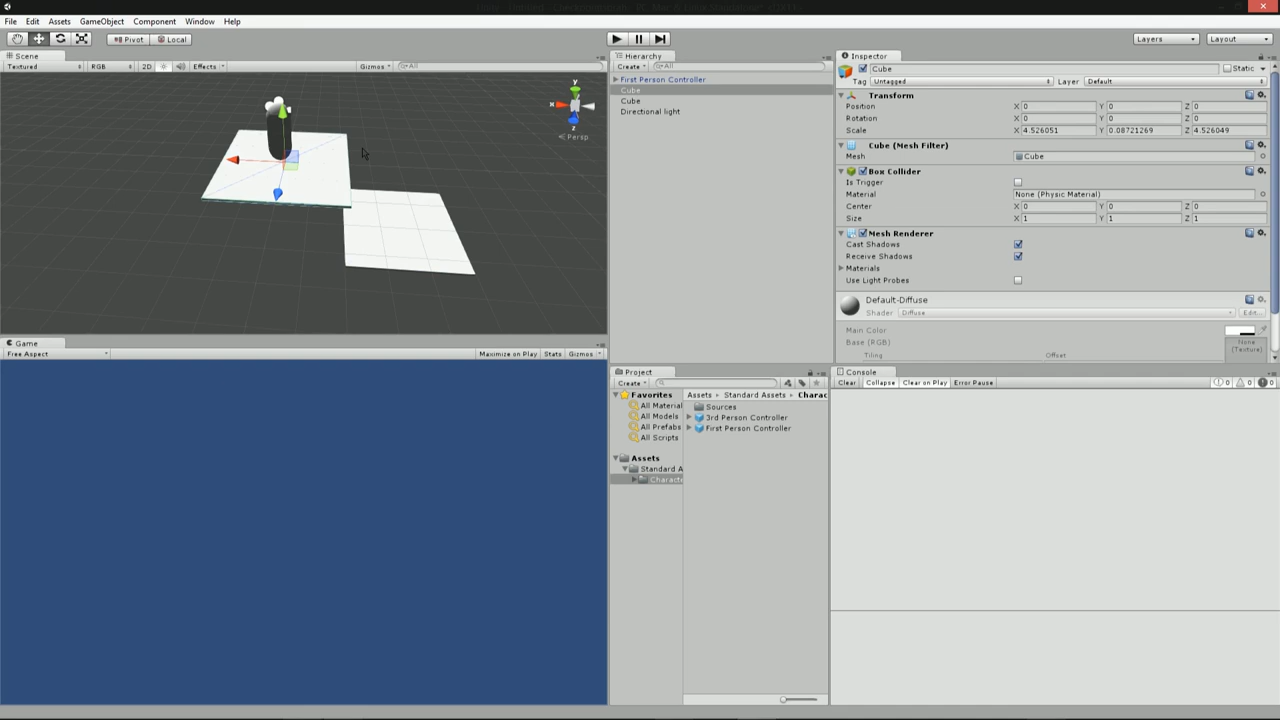 File Edit Assets GameObject Component Window Help
Pivot Local Layers Layout
Scene
Textured RGB 2D Effects Gizmos All
y
x
z
Persp
Game
Free Aspect Maximize on Play Stats Gizmos
Hierarchy
Create All
First Person Controller
Cube
Cube
Directional light
Project
Create
Favorites
All Material
All Models
All Prefabs
All Scripts
Assets
Standard A
Characte
Assets Standard Assets Charac
Sources
3rd Person Controller
First Person Controller
Inspector
Cube Static
Tag Untagged Layer Default
Transform
Position X 0 Y 0 Z 0
Rotation X 0 Y 0 Z 0
Scale X 4.526051 Y 0.08721269 Z 4.526049
Cube (Mesh Filter)
Mesh Cube
Box Collider
Is Trigger
Material None (Physic Material)
Center X 0 Y 0 Z 0
Size X 1 Y 1 Z 1
Mesh Renderer
Cast Shadows
Receive Shadows
Materials
Use Light Probes
Default-Diffuse
Shader Diffuse Edit...
Main Color
Base (RGB) None (Texture)
Tiling Offset
Console
Clear Collapse Clear on Play Error Pause 0 0 0